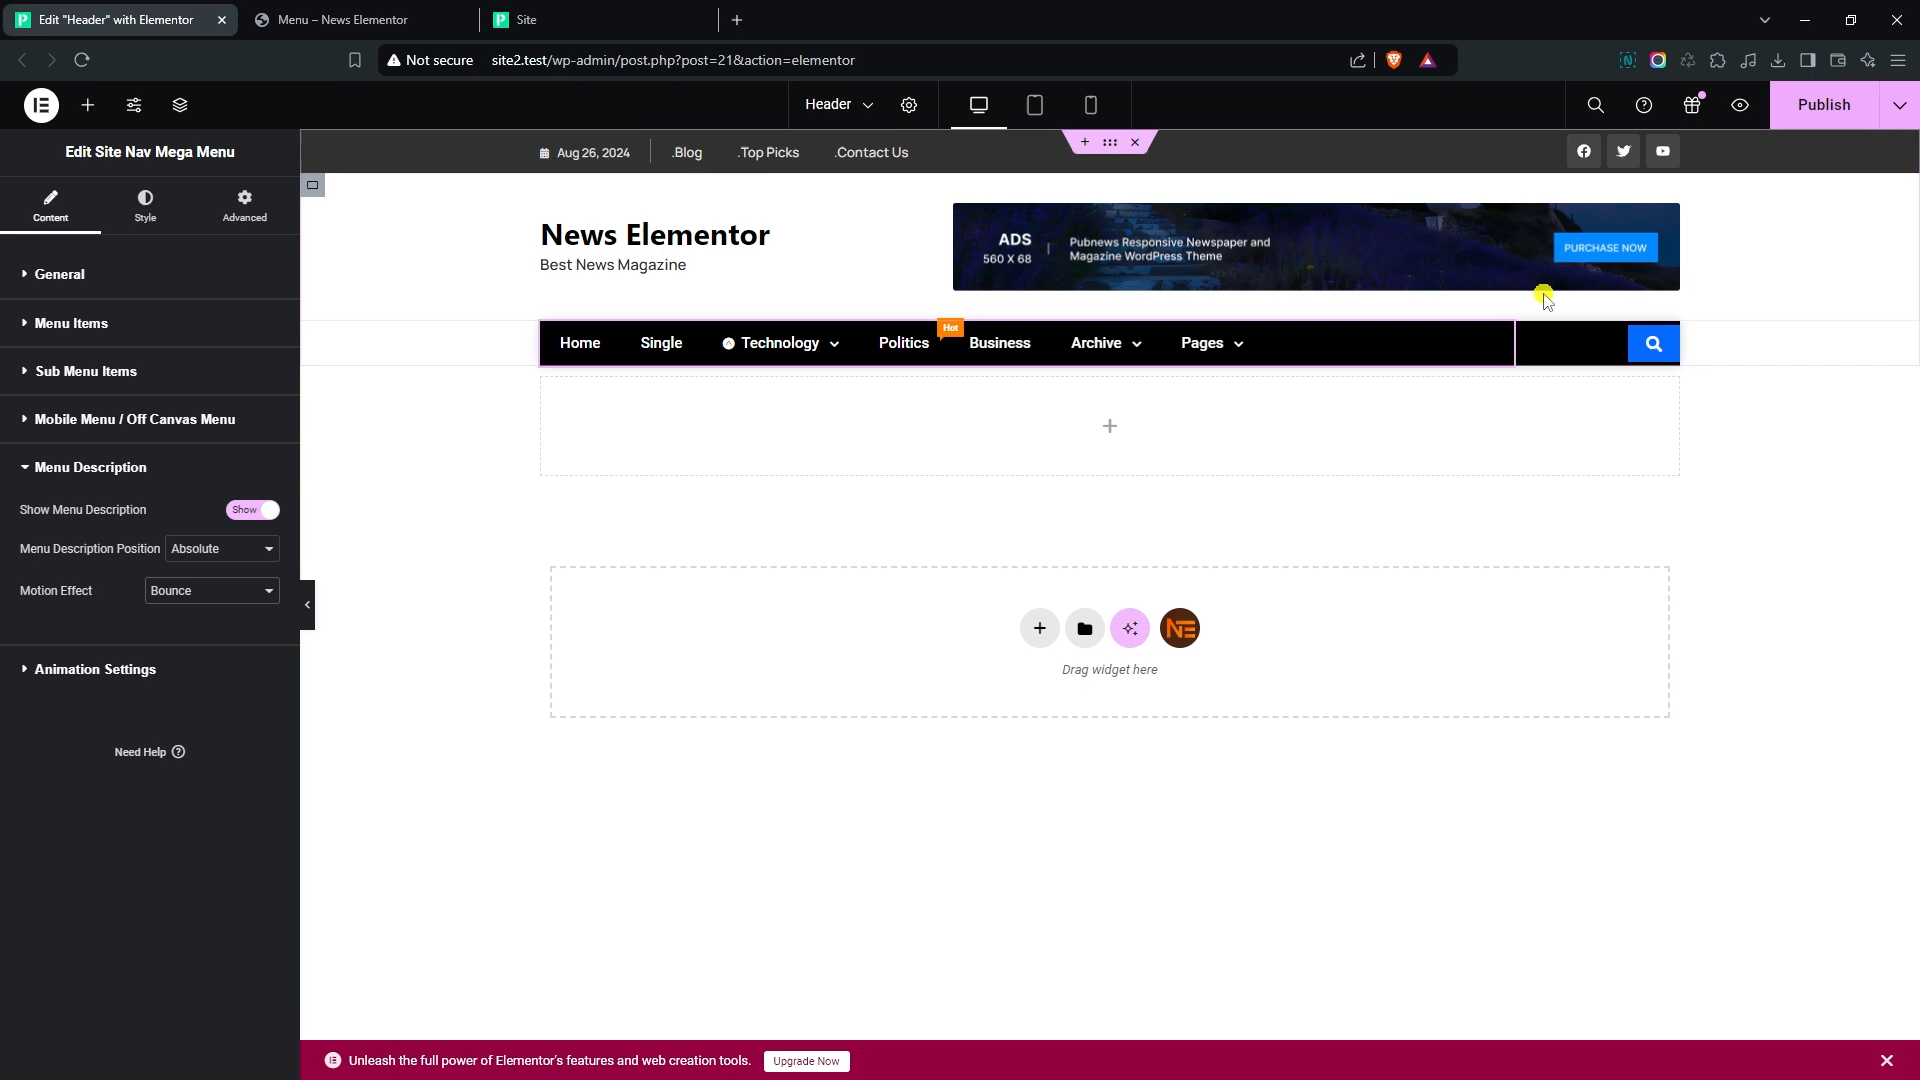 Edit "Header" with Elementor
Menu – News Elementor
Site
Not secure site2.test/wp-admin/post.php?post=21&action=elementor
Header
Publish
Edit Site Nav Mega Menu
Content
Style
Advanced
General
Menu Items
Sub Menu Items
Mobile Menu / Off Canvas Menu
Menu Description
Show Menu Description
Show
Menu Description Position
Absolute
Motion Effect
Bounce
Animation Settings
Need Help
Aug 26, 2024
.Blog
.Top Picks
.Contact Us
News Elementor
Best News Magazine
ADS
560 X 68
Pubnews Responsive Newspaper and
Magazine WordPress Theme
PURCHASE NOW
Hot
Home Single Technology Politics Business Archive Pages
NE
Drag widget here
Unleash the full power of Elementor's features and web creation tools.
Upgrade Now